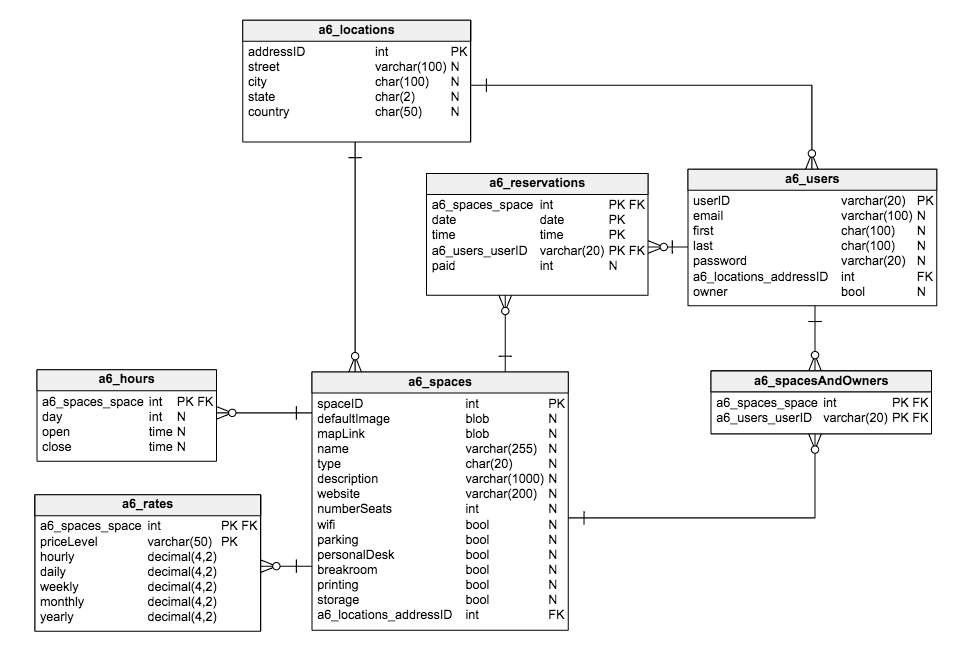 a6_locations
addressID int PK
street varchar(100) N
city char(100) N
state char(2) N
country char(50) N
a6_reservations
a6_spaces_space int PK FK
date date PK
time time PK
a6_users_userID varchar(20) PK FK
paid int N
a6_users
userID varchar(20) PK
email varchar(100) N
first char(100) N
last char(100) N
password varchar(20) N
a6_locations_addressID int FK
owner bool N
a6_hours
a6_spaces_space int PK FK
day int N
open time N
close time N
a6_spaces
spaceID int PK
defaultImage blob N
mapLink blob N
name varchar(255) N
type char(20) N
description varchar(1000) N
website varchar(200) N
numberSeats int N
wifi bool N
parking bool N
personalDesk bool N
breakroom bool N
printing bool N
storage bool N
a6_locations_addressID int FK
a6_spacesAndOwners
a6_spaces_space int PK FK
a6_users_userID varchar(20) PK FK
a6_rates
a6_spaces_space int PK FK
priceLevel varchar(50) PK
hourly decimal(4,2)
daily decimal(4,2)
weekly decimal(4,2)
monthly decimal(4,2)
yearly decimal(4,2)